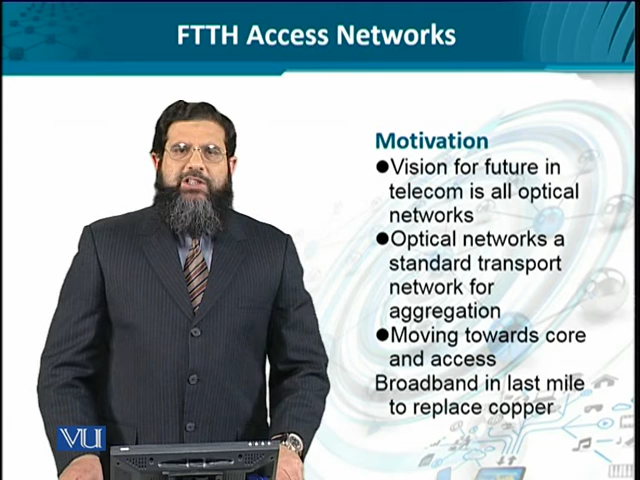 FTTH Access Networks
Motivation
●Vision for future in
telecom is all optical
networks
●Optical networks a
standard transport
network for
aggregation
●Moving towards core
and access
Broadband in last mile
to replace copper
VU